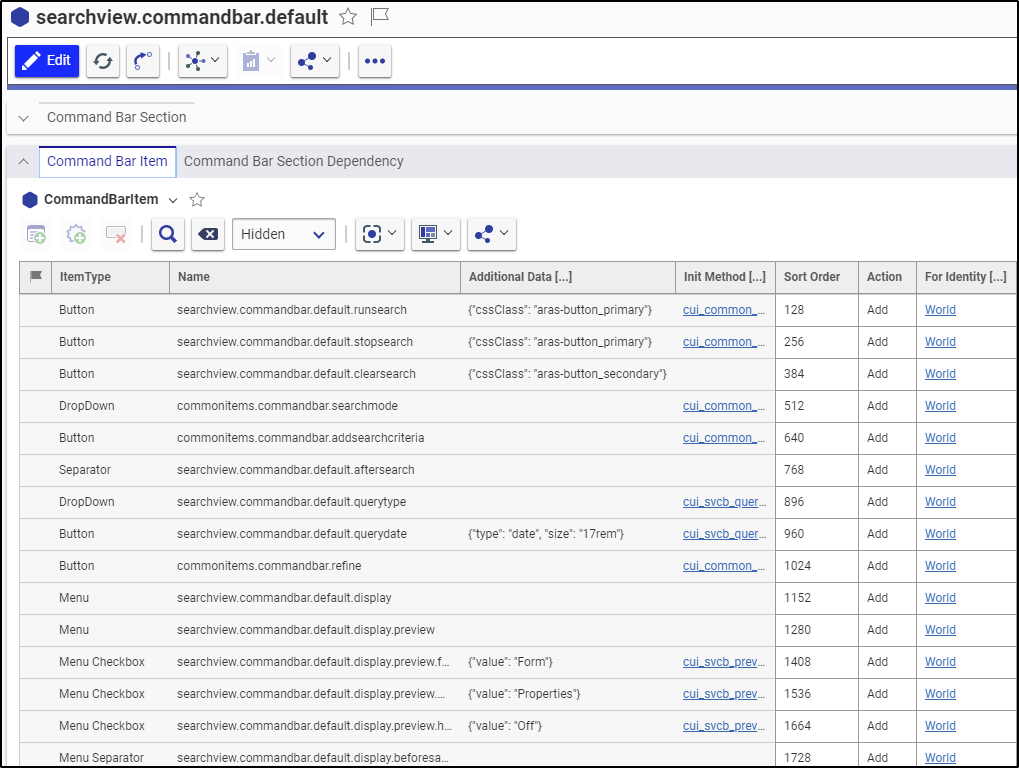 searchview.commandbar.default
Edit
Command Bar Section
Command Bar Item Command Bar Section Dependency
CommandBarItem
Hidden
ItemType Name Additional Data [...] Init Method [...] Sort Order Action For Identity [...]
Button searchview.commandbar.default.runsearch {"cssClass": "aras-button_primary"} cui_common_... 128 Add World
Button searchview.commandbar.default.stopsearch {"cssClass": "aras-button_primary"} cui_common_... 256 Add World
Button searchview.commandbar.default.clearsearch {"cssClass": "aras-button_secondary"} 384 Add World
DropDown commonitems.commandbar.searchmode cui_common_... 512 Add World
Button commonitems.commandbar.addsearchcriteria cui_common_... 640 Add World
Separator searchview.commandbar.default.aftersearch 768 Add World
DropDown searchview.commandbar.default.querytype cui_svcb_quer... 896 Add World
Button searchview.commandbar.default.querydate {"type": "date", "size": "17rem"} cui_svcb_quer... 960 Add World
Button commonitems.commandbar.refine cui_common_... 1024 Add World
Menu searchview.commandbar.default.display 1152 Add World
Menu searchview.commandbar.default.display.preview 1280 Add World
Menu Checkbox searchview.commandbar.default.display.preview.f... {"value": "Form"} cui_svcb_prev... 1408 Add World
Menu Checkbox searchview.commandbar.default.display.preview.... {"value": "Properties"} cui_svcb_prev... 1536 Add World
Menu Checkbox searchview.commandbar.default.display.preview.h... {"value": "Off"} cui_svcb_prev... 1664 Add World
Menu Separator searchview.commandbar.default.display.beforesa... 1728 Add World